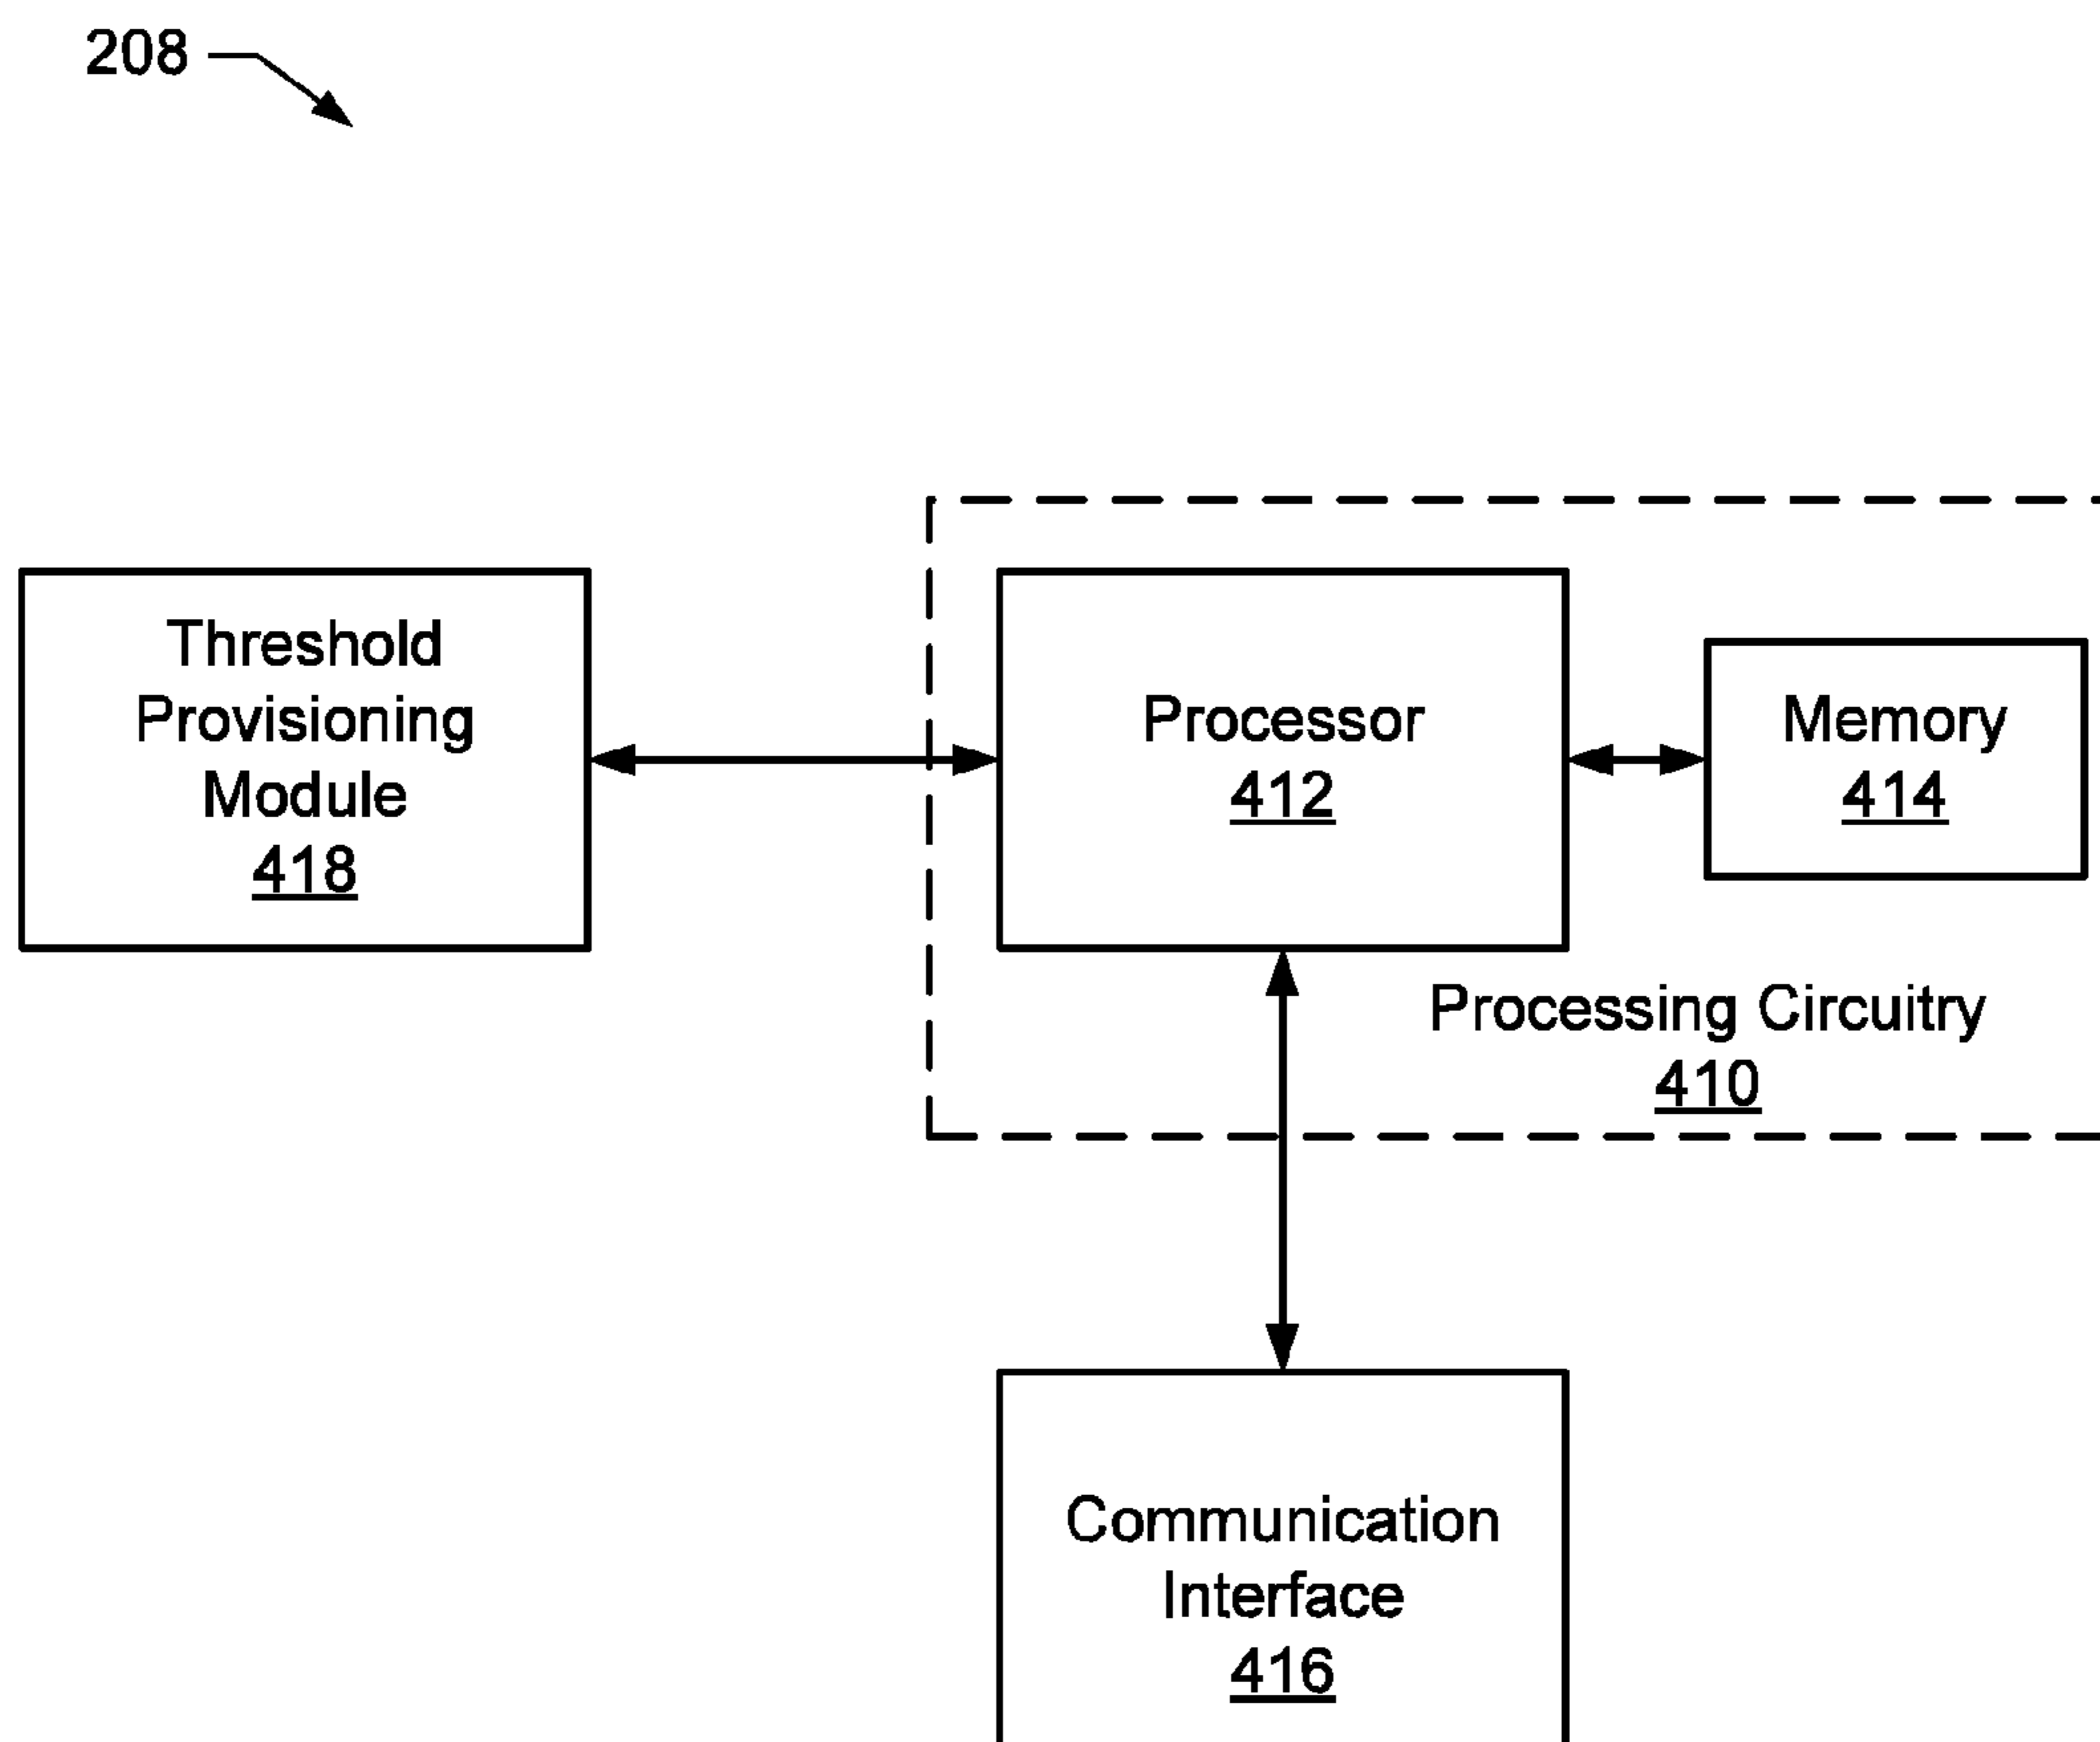 208
Threshold
Provisioning
Module
418
Processor
412
Memory
414
Processing Circuitry
410
Communication
Interface
416